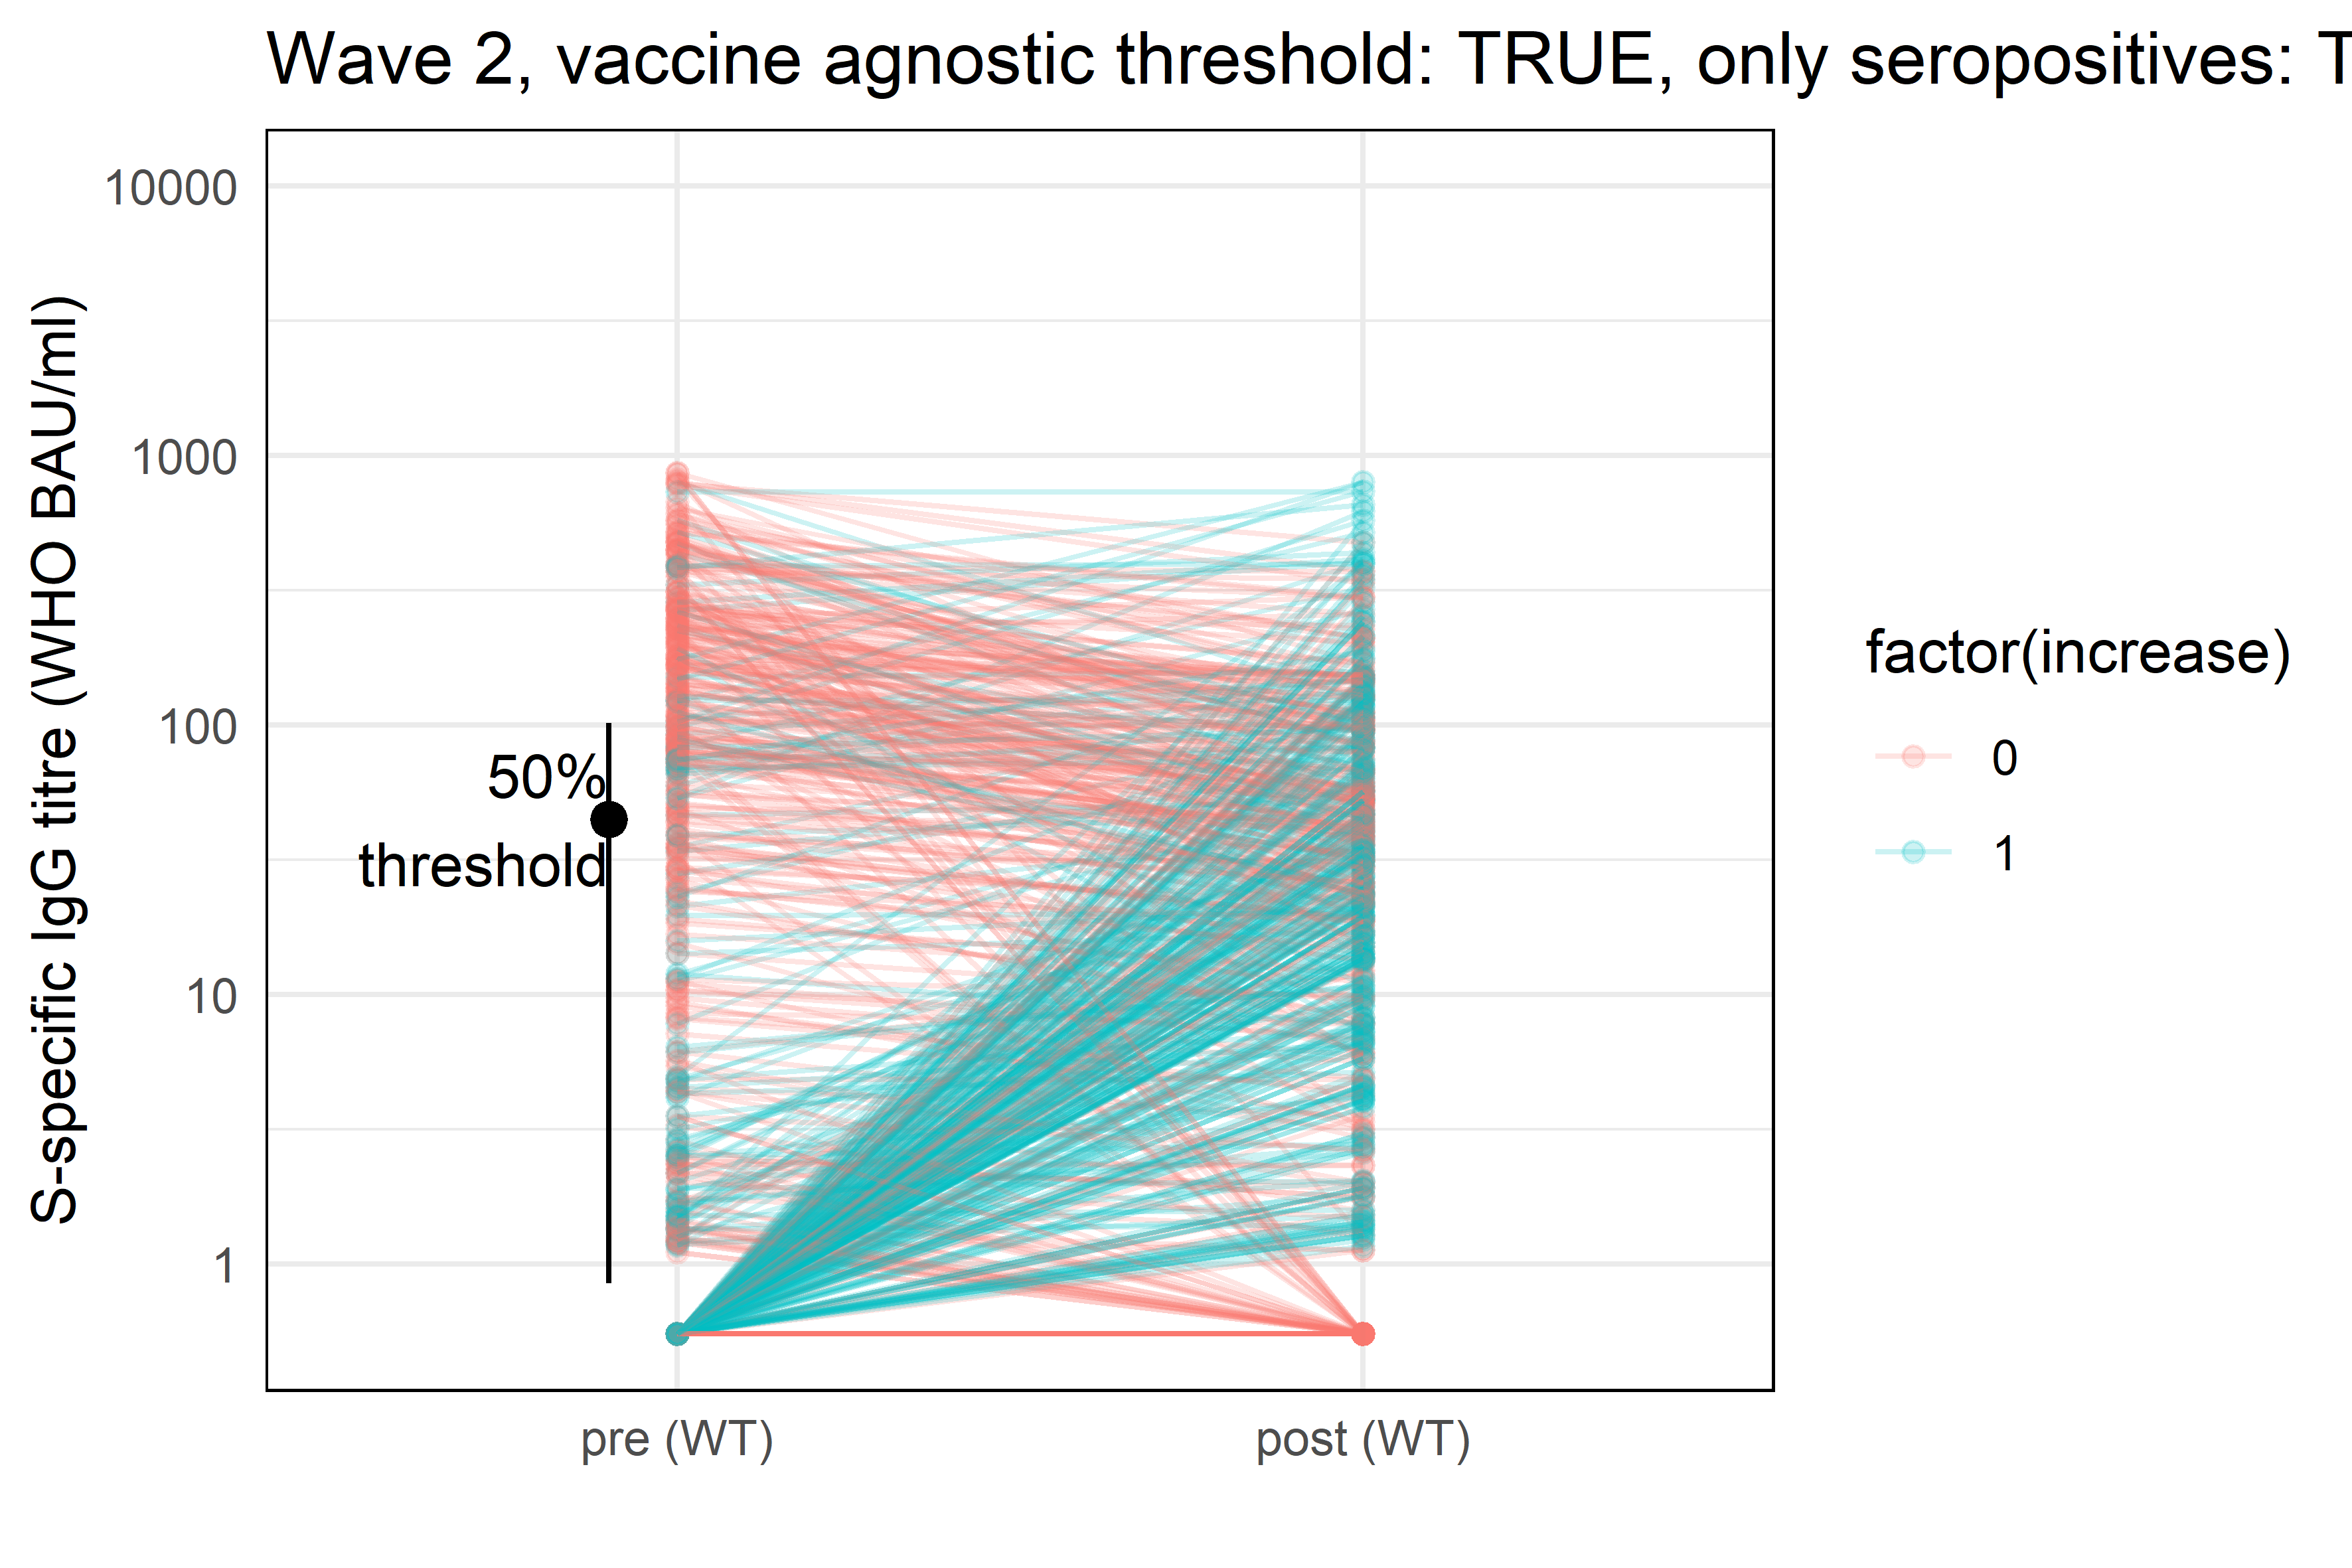 Wave 2, vaccine agnostic threshold: TRUE, only seropositives: T
S-specific IgG titre (WHO BAU/ml)
10000
1000
100
10
1
50%
threshold
pre (WT)
post (WT)
factor(increase)
0
1